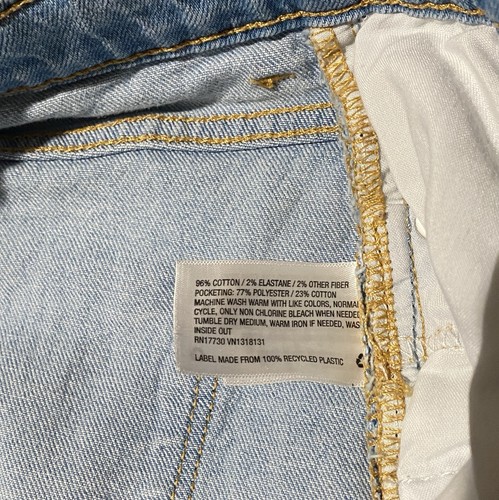 96% COTTON / 2% ELASTANE / 2% OTHER FIBER
POCKETING: 77% POLYESTER / 23% COTTON
MACHINE WASH WARM WITH LIKE COLORS, NORMAL
CYCLE, ONLY NON CHLORINE BLEACH WHEN NEEDED
TUMBLE DRY MEDIUM, WARM IRON IF NEEDED, WAS
INSIDE OUT
RN17730 VN1318131
LABEL MADE FROM 100% RECYCLED PLASTIC